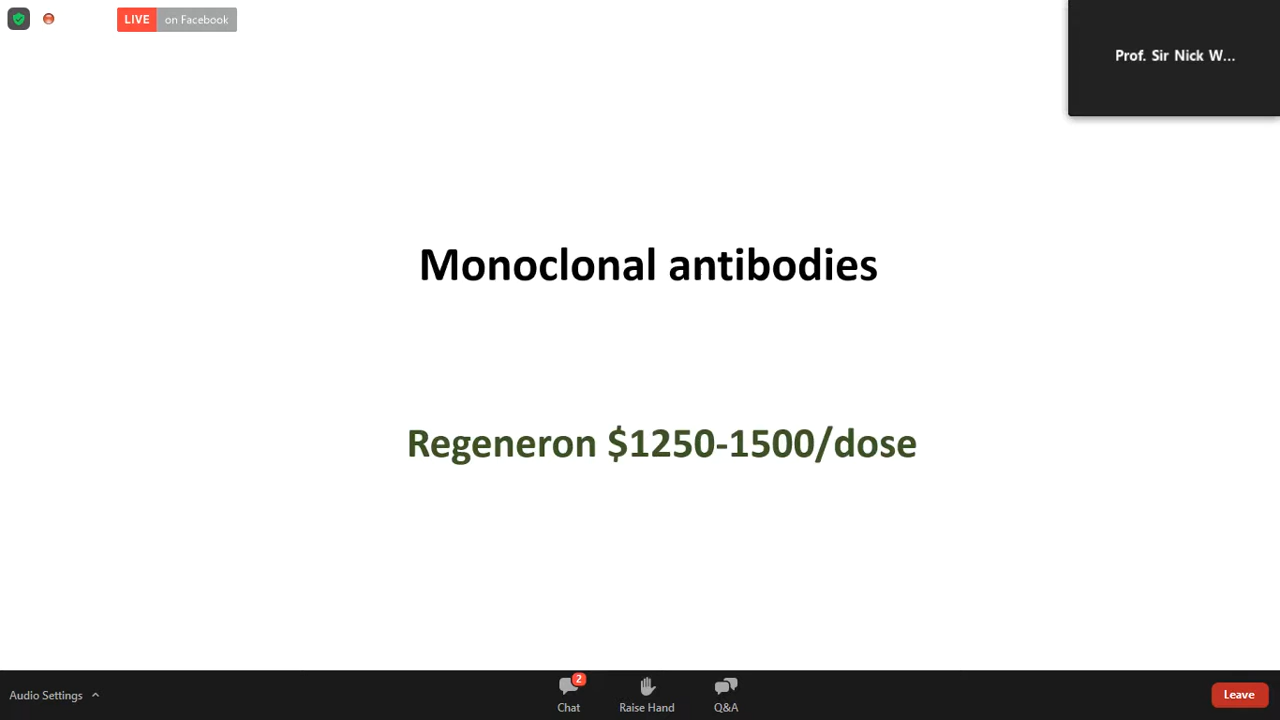 LIVE on Facebook
Prof. Sir Nick W...
Monoclonal antibodies
Regeneron $1250-1500/dose
Audio Settings
2
Chat
Raise Hand
Q&A
Leave